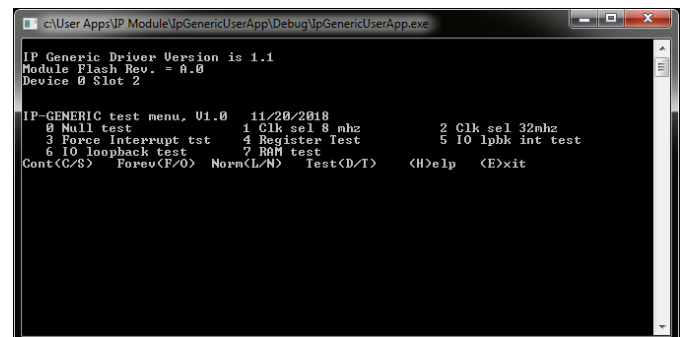 c:\User Apps\IP Module\IpGenericUserApp\Debug\IpGenericUserApp.exe
IP Generic Driver Version is 1.1
Module Flash Rev. = A.0
Device 0 Slot 2
IP-GENERIC test menu, V1.0   11/20/2018
0 Null test   1 Clk sel 8 mhz   2 Clk sel 32mhz
3 Force Interrupt tst   4 Register Test   5 IO lpbk int test
6 IO loopback test   7 RAM test
Cont(C/S)   Forev(F/O)   Norm(L/N)   Test(D/T)   (H)elp   (E)xit